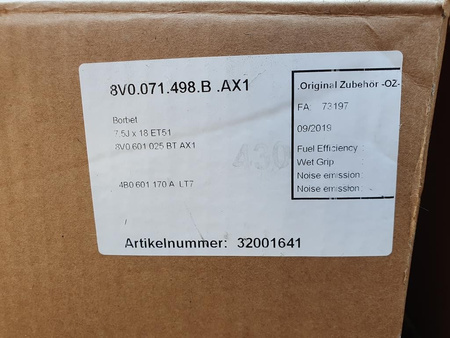 8V0.071.498.B .AX1
Borbet
7,5J x 18 ET51
8V0.601.025 BT AX1
4B0.601.170 A LT7
/
Artikelnummer: 32001641
.Original Zubehör -OZ-
FA: 73197
09/2019
Fuel Efficiency :
Wet Grip
Noise emission :
Noise emission :